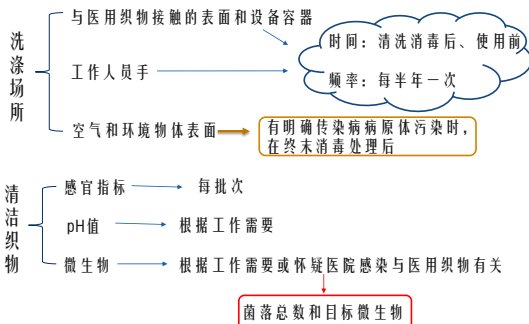 洗涤场所
与医用织物接触的表面和设备容器
工作人员手
时间：清洗消毒后、使用前
频率：每半年一次
空气和环境物体表面
有明确传染病病原体污染时，
在终末消毒处理后
清洁织物
感官指标
每批次
pH值
根据工作需要
微生物
根据工作需要或怀疑医院感染与医用织物有关
菌落总数和目标微生物